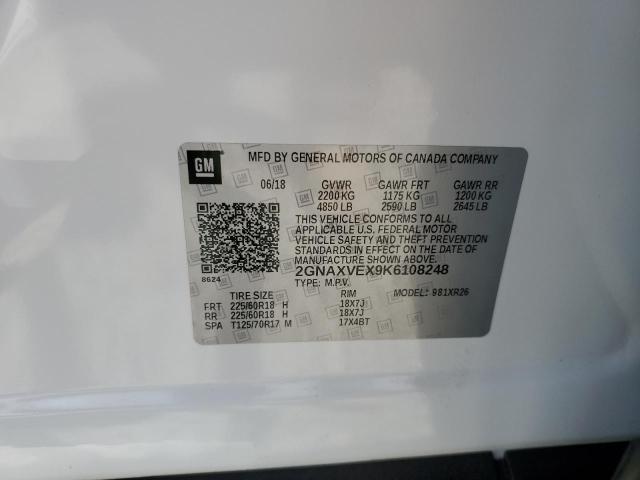 GM
MFD BY GENERAL MOTORS OF CANADA COMPANY
06/18 GVWR GAWR FRT GAWR RR
2200 KG 1175 KG 1200 KG
4850 LB 2590 LB 2645 LB
THIS VEHICLE CONFORMS TO ALL
APPLICABLE U.S. FEDERAL MOTOR
VEHICLE SAFETY AND THEFT PREVENTION
STANDARDS IN EFFECT ON THE DATE OF
MANUFACTURE SHOWN ABOVE.
8624
2GNAXVEX9K6108248
TYPE: M.P.V.
MODEL: 981XR26
TIRE SIZE RIM
FRT 225/60R18 H 18X7J
RR 225/60R18 H 18X7J
SPA T125/70R17 M 17X4BT